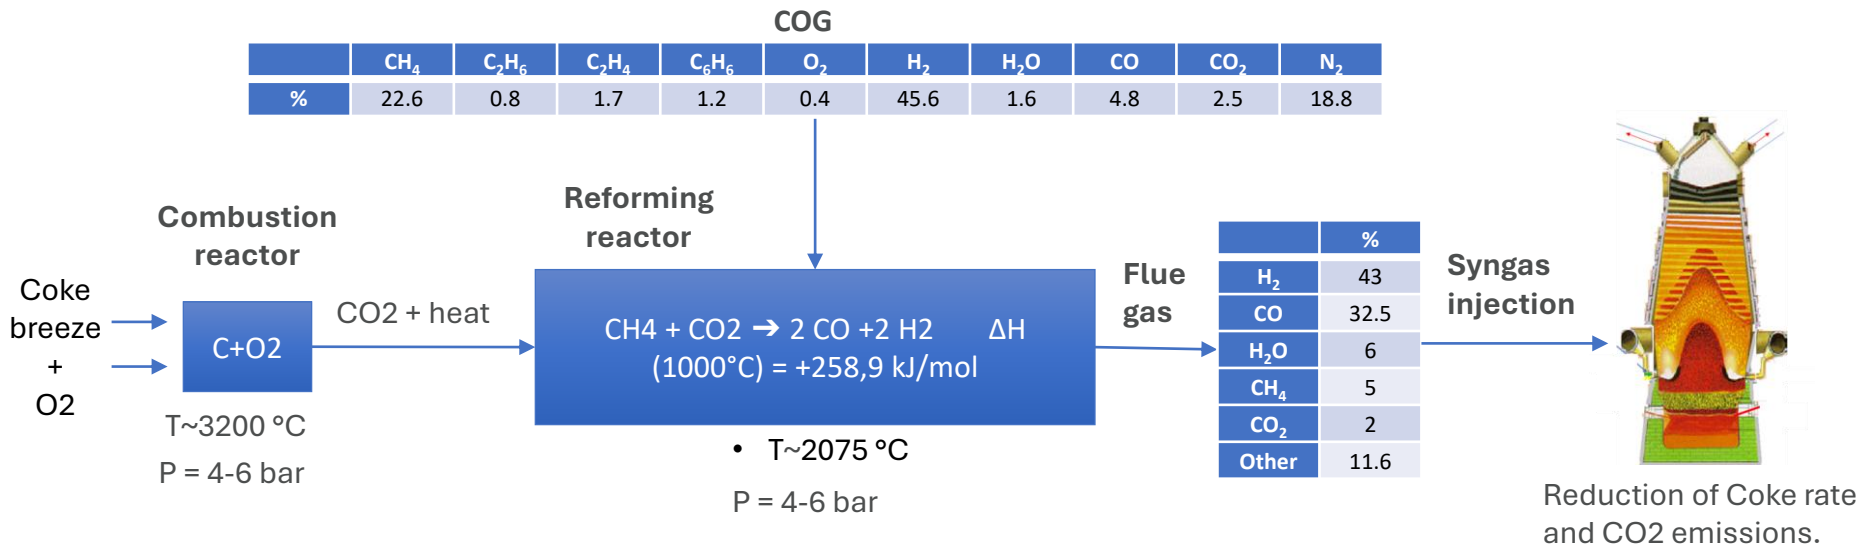 COG
CH4 C2H6 C2H4 C6H6 O2 H2 H2O CO CO2 N2
% 22.6 0.8 1.7 1.2 0.4 45.6 1.6 4.8 2.5 18.8
Coke
breeze
+
O2
Combustion
reactor
C+O2
T~3200 °C
P = 4-6 bar
CO2 + heat
Reforming
reactor
CH4 + CO2 ➔ 2 CO +2 H2 ΔH
(1000°C) = +258,9 kJ/mol
• T~2075 °C
P = 4-6 bar
Flue
gas
%
H2 43
CO 32.5
H2O 6
CH4 5
CO2 2
Other 11.6
Syngas
injection
Reduction of Coke rate
and CO2 emissions.